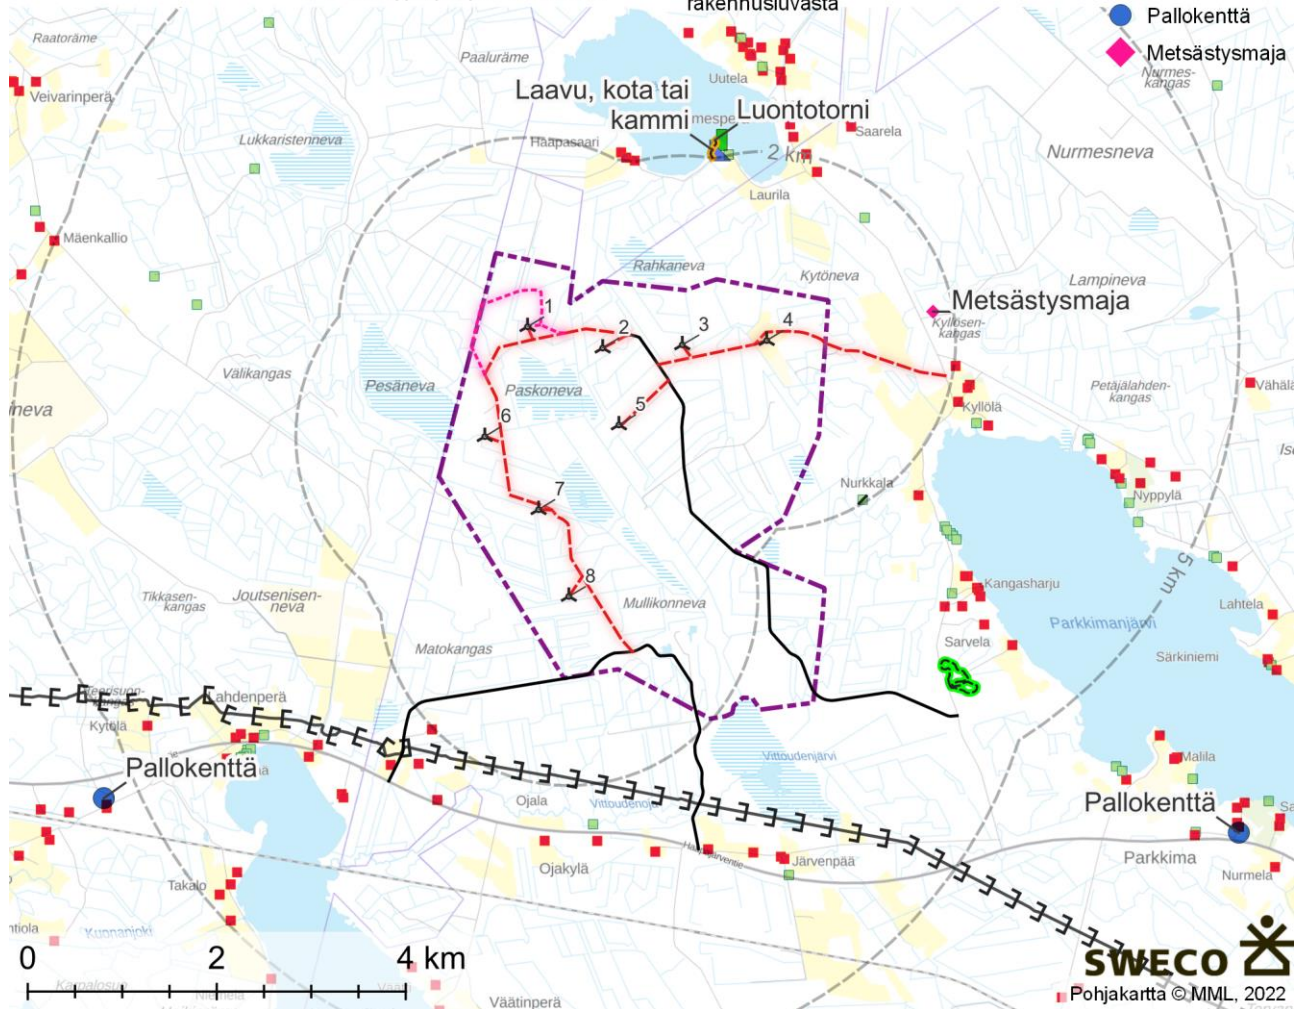 rakennusluvasta
Pallokenttä
Metsästysmaja
Raatoräme
Veivarinperä
Paaluräme
Uutela
Nurmes-
kangas
Laavu, kota tai
kammi
Luontotorni
Lukkaristenneva
Haapasaari
Saarela
2 km
Nurmesneva
Laurila
Mäenkallio
Rahkaneva
Kytöneva
Lampineva
Metsästysmaja
Kyllösen-
kangas
1
2
3
4
Välikangas
Pesäneva
Paskoneva
Petäjälahden-
kangas
Vähälä
neva
5
Kyllölä
6
7
Nurkkala
Nyppylä
5 km
8
Kangasharju
Tikkasen-
kangas
Joutsenisen-
neva
Mullikonneva
Lahtela
Parkkimanjärvi
Sarvela
Särkiniemi
Matokangas
Lahdenperä
Kytölä
Vittoudenjärvi
Malila
Pallokenttä
Ojala
Vittoudenoja
Pallokenttä
Haapajärventie
Järvenpää
Parkkima
Ojakylä
Nurmela
Takalo
Kuonanjoki
0
2
4 km
SWECO
Väätinperä
Pohjakartta © MML, 2022